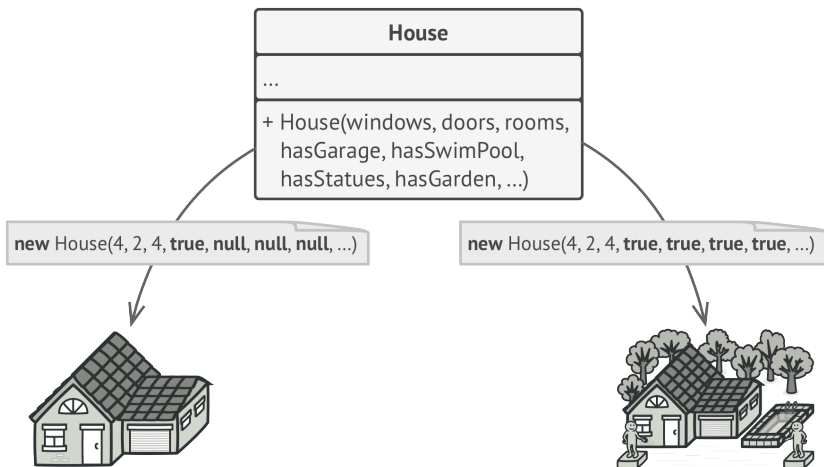 House
...
+ House(windows, doors, rooms,
hasGarage, hasSwimPool,
hasStatues, hasGarden, ...)
new House(4, 2, 4, true, null, null, null, ...)
new House(4, 2, 4, true, true, true, true, ...)